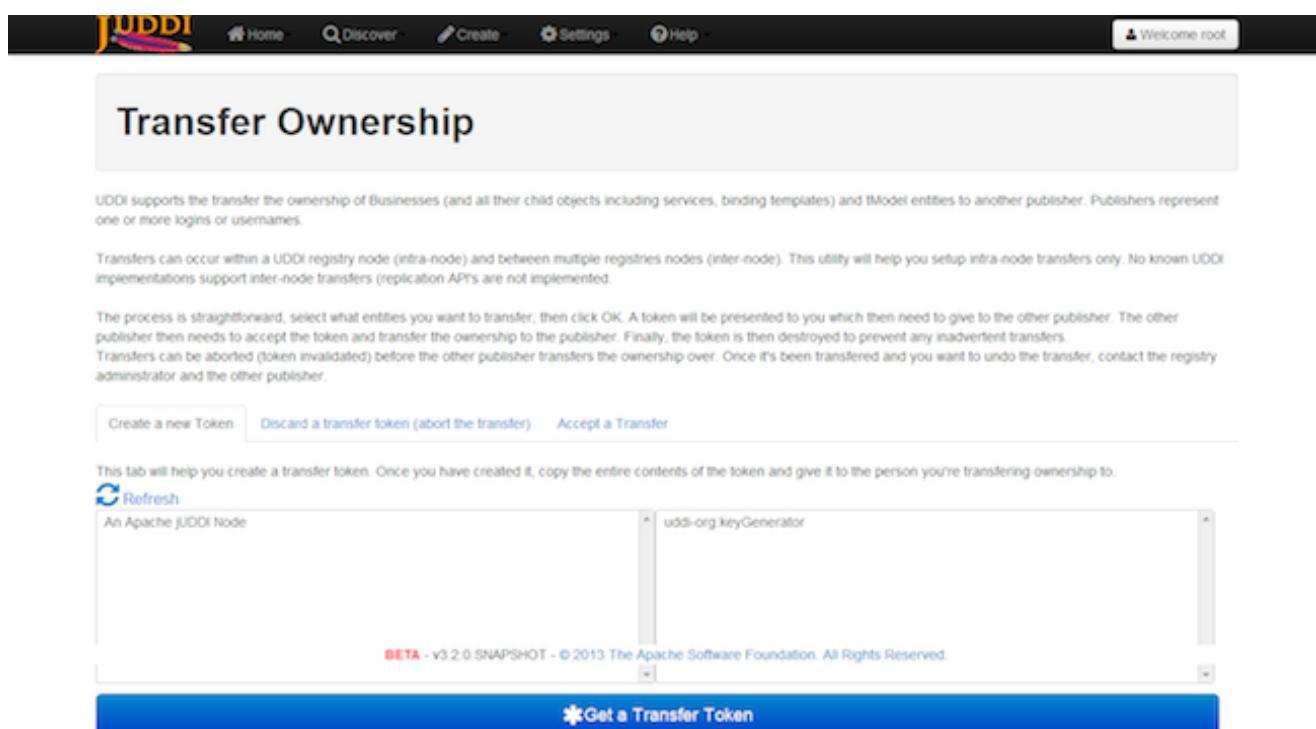 jUDDI
Home Discover Create Settings Help Welcome root
Transfer Ownership
UDDI supports the transfer the ownership of Businesses (and all their child objects including services, binding templates) and tModel entities to another publisher. Publishers represent
one or more logins or usernames.
Transfers can occur within a UDDI registry node (intra-node) and between multiple registries nodes (inter-node). This utility will help you setup intra-node transfers only. No known UDDI
implementations support inter-node transfers (replication API's are not implemented.
The process is straightforward, select what entities you want to transfer, then click OK. A token will be presented to you which then need to give to the other publisher. The other
publisher then needs to accept the token and transfer the ownership to the publisher. Finally, the token is then destroyed to prevent any inadvertent transfers.
Transfers can be aborted (token invalidated) before the other publisher transfers the ownership over. Once it's been transfered and you want to undo the transfer, contact the registry
administrator and the other publisher.
Create a new Token Discard a transfer token (abort the transfer) Accept a Transfer
This tab will help you create a transfer token. Once you have created it, copy the entire contents of the token and give it to the person you're transfering ownership to.
Refresh
An Apache jUDDI Node uddi-org:keyGenerator
BETA - v3.2.0.SNAPSHOT - © 2013 The Apache Software Foundation. All Rights Reserved.
Get a Transfer Token